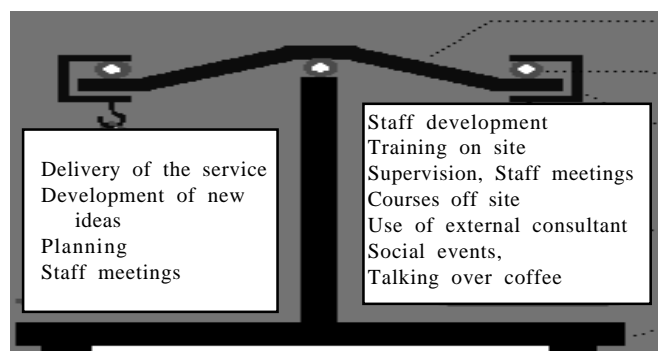 Delivery of the service
Development of new
ideas
Planning
Staff meetings
Staff development
Training on site
Supervision, Staff meetings
Courses off site
Use of external consultant
Social events,
Talking over coffee